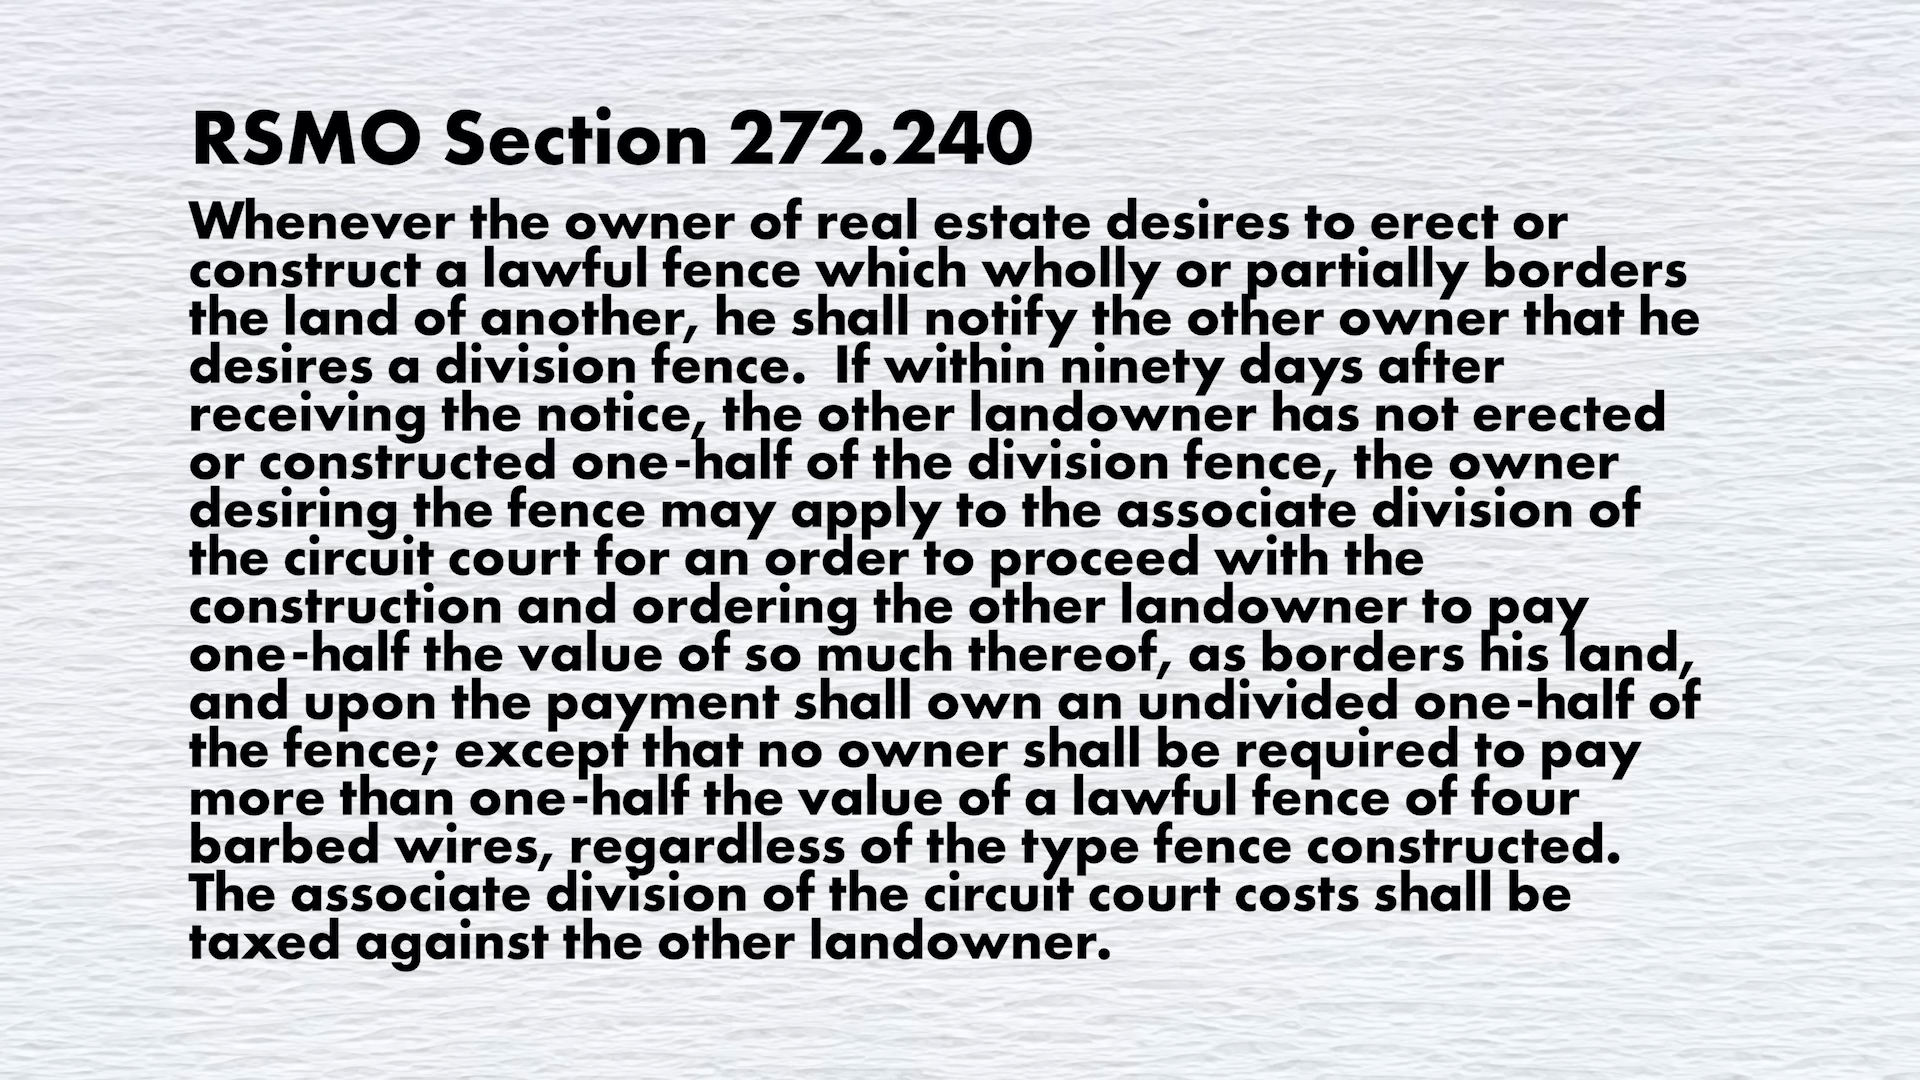 RSMO Section 272.240
Whenever the owner of real estate desires to erect or
construct a lawful fence which wholly or partially borders
the land of another, he shall notify the other owner that he
desires a division fence.  If within ninety days after
receiving the notice, the other landowner has not erected
or constructed one-half of the division fence, the owner
desiring the fence may apply to the associate division of
the circuit court for an order to proceed with the
construction and ordering the other landowner to pay
one-half the value of so much thereof, as borders his land,
and upon the payment shall own an undivided one-half of
the fence; except that no owner shall be required to pay
more than one-half the value of a lawful fence of four
barbed wires, regardless of the type fence constructed.
The associate division of the circuit court costs shall be
taxed against the other landowner.